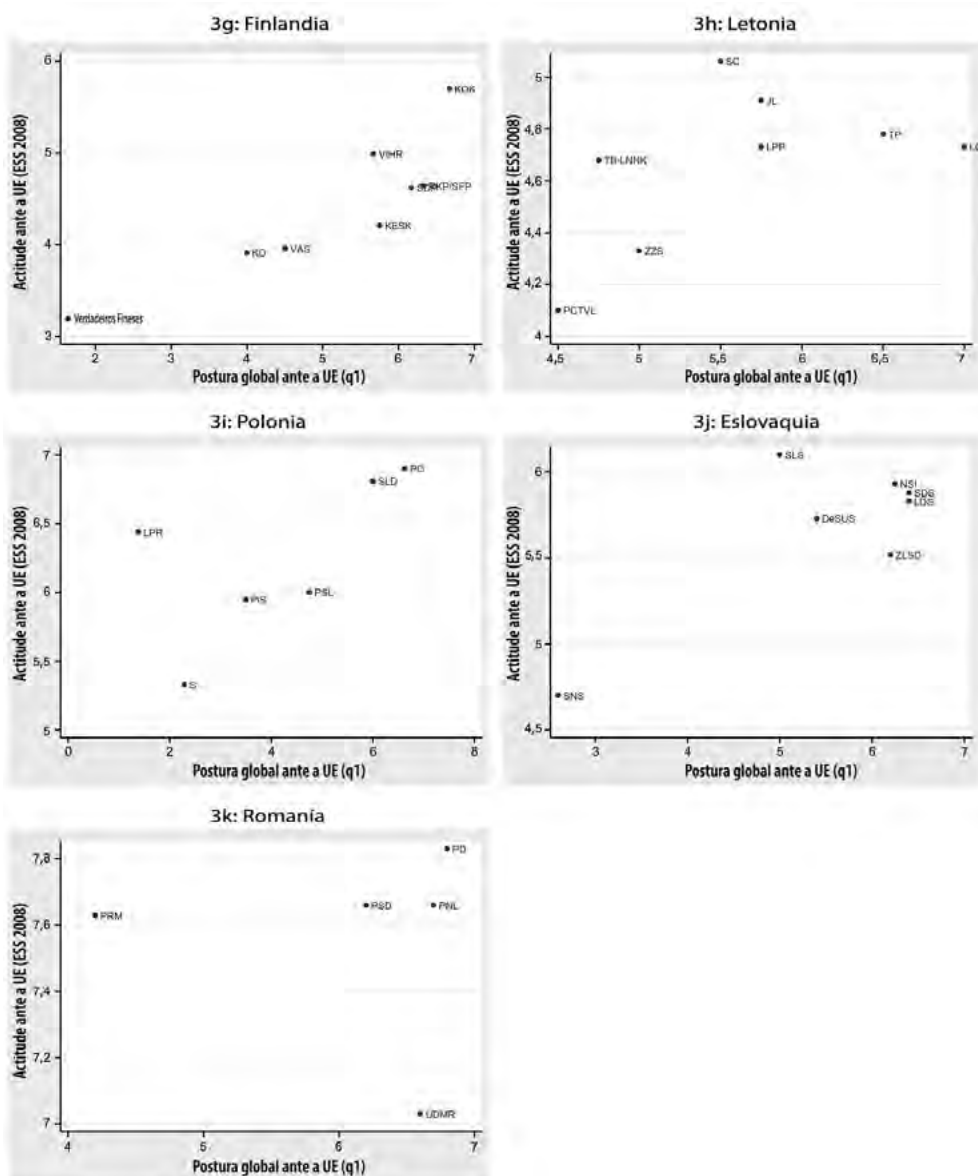 3g: Finlandia
Actitude ante a UE (ESS 2008)
6
5
4
3
KOK
VIHR
RKP/SFP
KESK
VAS
KD
Verdadeiros Fineses
2
3
4
5
6
7
Postura global ante a UE (q1)
3h: Letonia
Actitude ante a UE (ESS 2008)
5
4,8
4,6
4,4
4,2
4
SC
JL
TP
LPP
TB-LNNK
ZZS
PCTVL
4,5
5
5,5
6
6,5
7
Postura global ante a UE (q1)
3i: Polonia
Actitude ante a UE (ESS 2008)
7
6,5
6
5,5
5
PO
SLD
LPR
PSL
PiS
S
0
2
4
6
8
Postura global ante a UE (q1)
3j: Eslovaquia
Actitude ante a UE (ESS 2008)
6
5,5
5
4,5
SLS
NSI
SDS
LDS
DeSUS
ZLSD
SNS
3
4
5
6
7
Postura global ante a UE (q1)
3k: Romanía
Actitude ante a UE (ESS 2008)
7,8
7,6
7,4
7,2
7
PD
PSD
PNL
PRM
UDMR
4
5
6
7
Postura global ante a UE (q1)